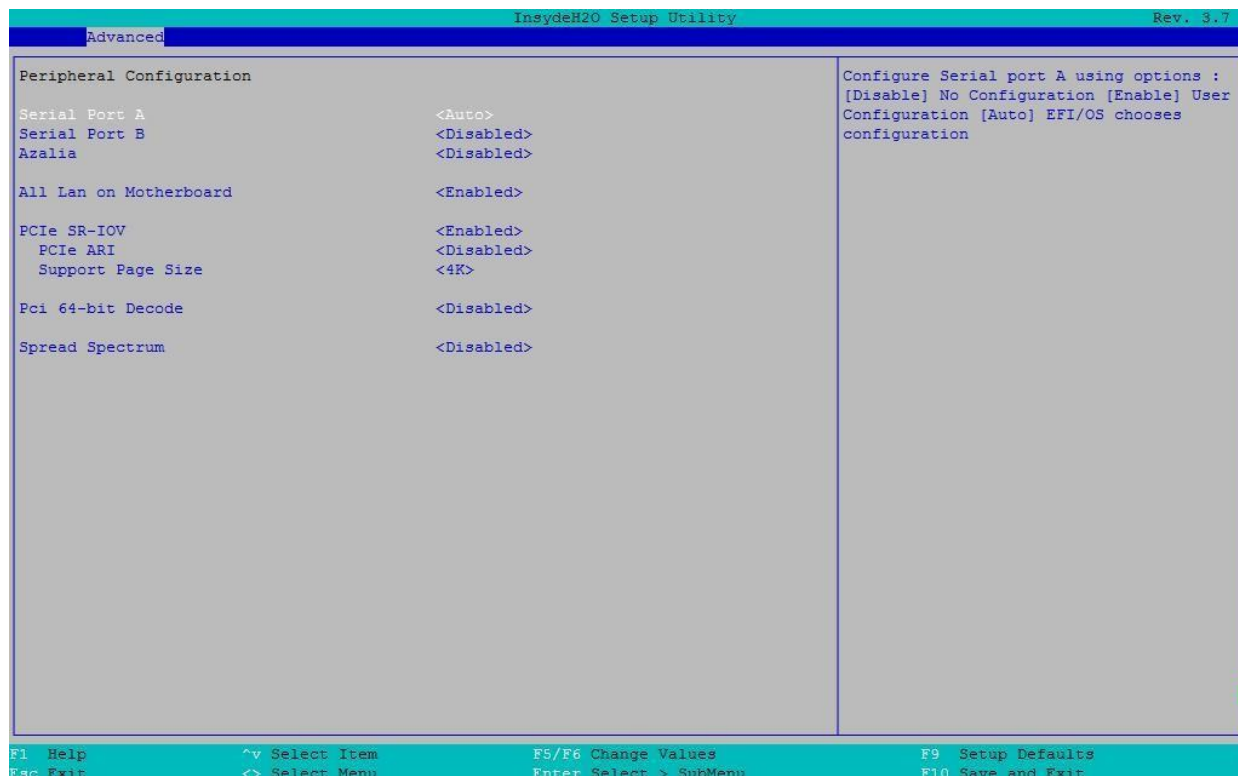 InsydeH2O Setup Utility Rev. 3.7
Advanced
Peripheral Configuration
Serial Port A <Auto>
Serial Port B <Disabled>
Azalia <Disabled>
All Lan on Motherboard <Enabled>
PCIe SR-IOV <Enabled>
PCIe ARI <Disabled>
Support Page Size <4K>
Pci 64-bit Decode <Disabled>
Spread Spectrum <Disabled>
Configure Serial port A using options :
[Disable] No Configuration [Enable] User
Configuration [Auto] EFI/OS chooses
configuration
F1 Help ^v Select Item F5/F6 Change Values F9 Setup Defaults
Esc Exit <> Select Menu Enter Select > SubMenu F10 Save and Exit